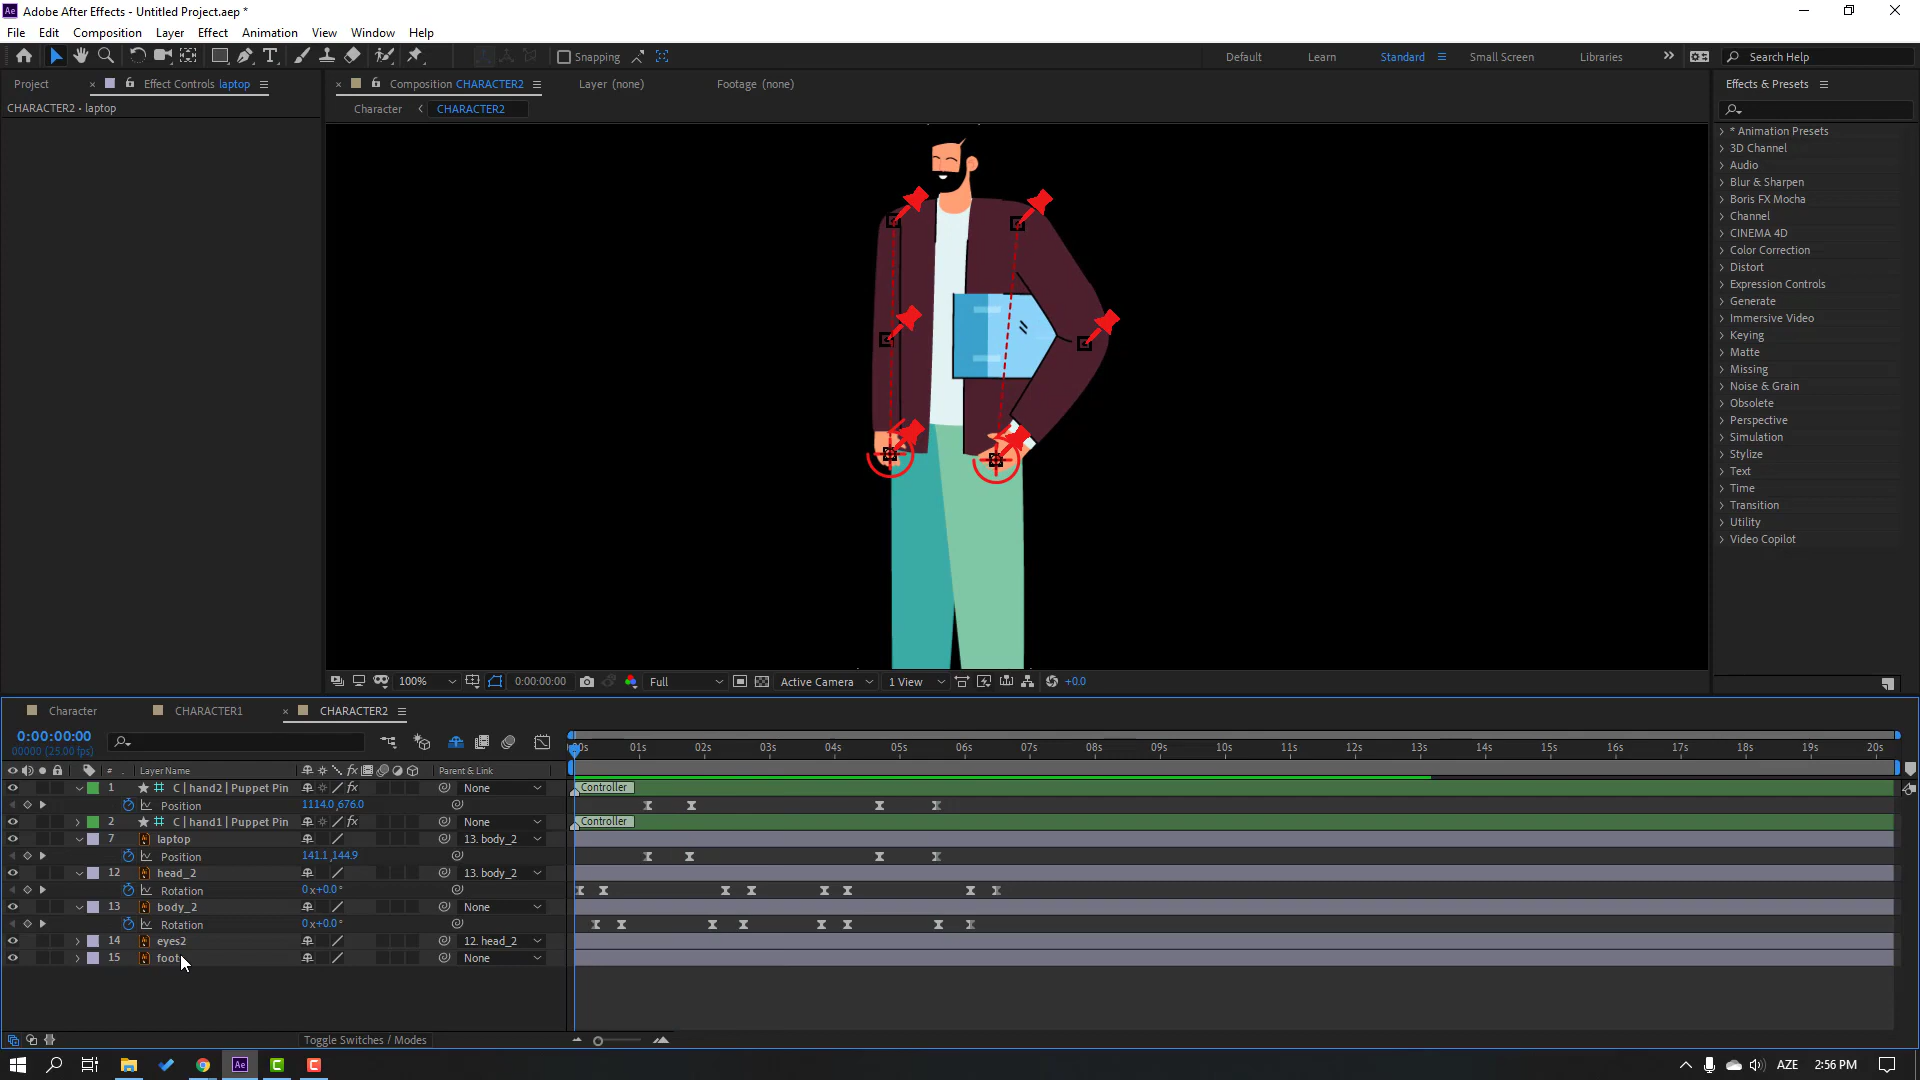 Adobe After Effects - Untitled Project.aep *
File Edit Composition Layer Effect Animation View Window Help
Snapping
Default Learn Standard Small Screen Libraries Search Help
Project Effect Controls laptop
CHARACTER2 • laptop
Composition CHARACTER2 Layer (none) Footage (none)
Character CHARACTER2
Effects & Presets
* Animation Presets
3D Channel
Audio
Blur & Sharpen
Boris FX Mocha
Channel
CINEMA 4D
Color Correction
Distort
Expression Controls
Generate
Immersive Video
Keying
Matte
Missing
Noise & Grain
Obsolete
Perspective
Simulation
Stylize
Text
Time
Transition
Utility
Video Copilot
100% 0:00:00:00 Full Active Camera 1 View +0.0
Character CHARACTER1 CHARACTER2
0:00:00:00
00000 (25.00 fps)
01s 02s 03s 04s 05s 06s 07s 08s 09s 10s 11s 12s 13s 14s 15s 16s 17s 18s 19s 20s
# Layer Name fx Parent & Link
1 C | hand2 | Puppet Pin fx None Controller
Position 1114.0,676.0
2 C | hand1 | Puppet Pin fx None Controller
7 laptop 13. body_2
Position 141.1,144.9
12 head_2 13. body_2
Rotation 0x+0.0°
13 body_2 None
Rotation 0x+0.0°
14 eyes2 12. head_2
15 foot None
Toggle Switches / Modes
Ae AZE 2:56 PM